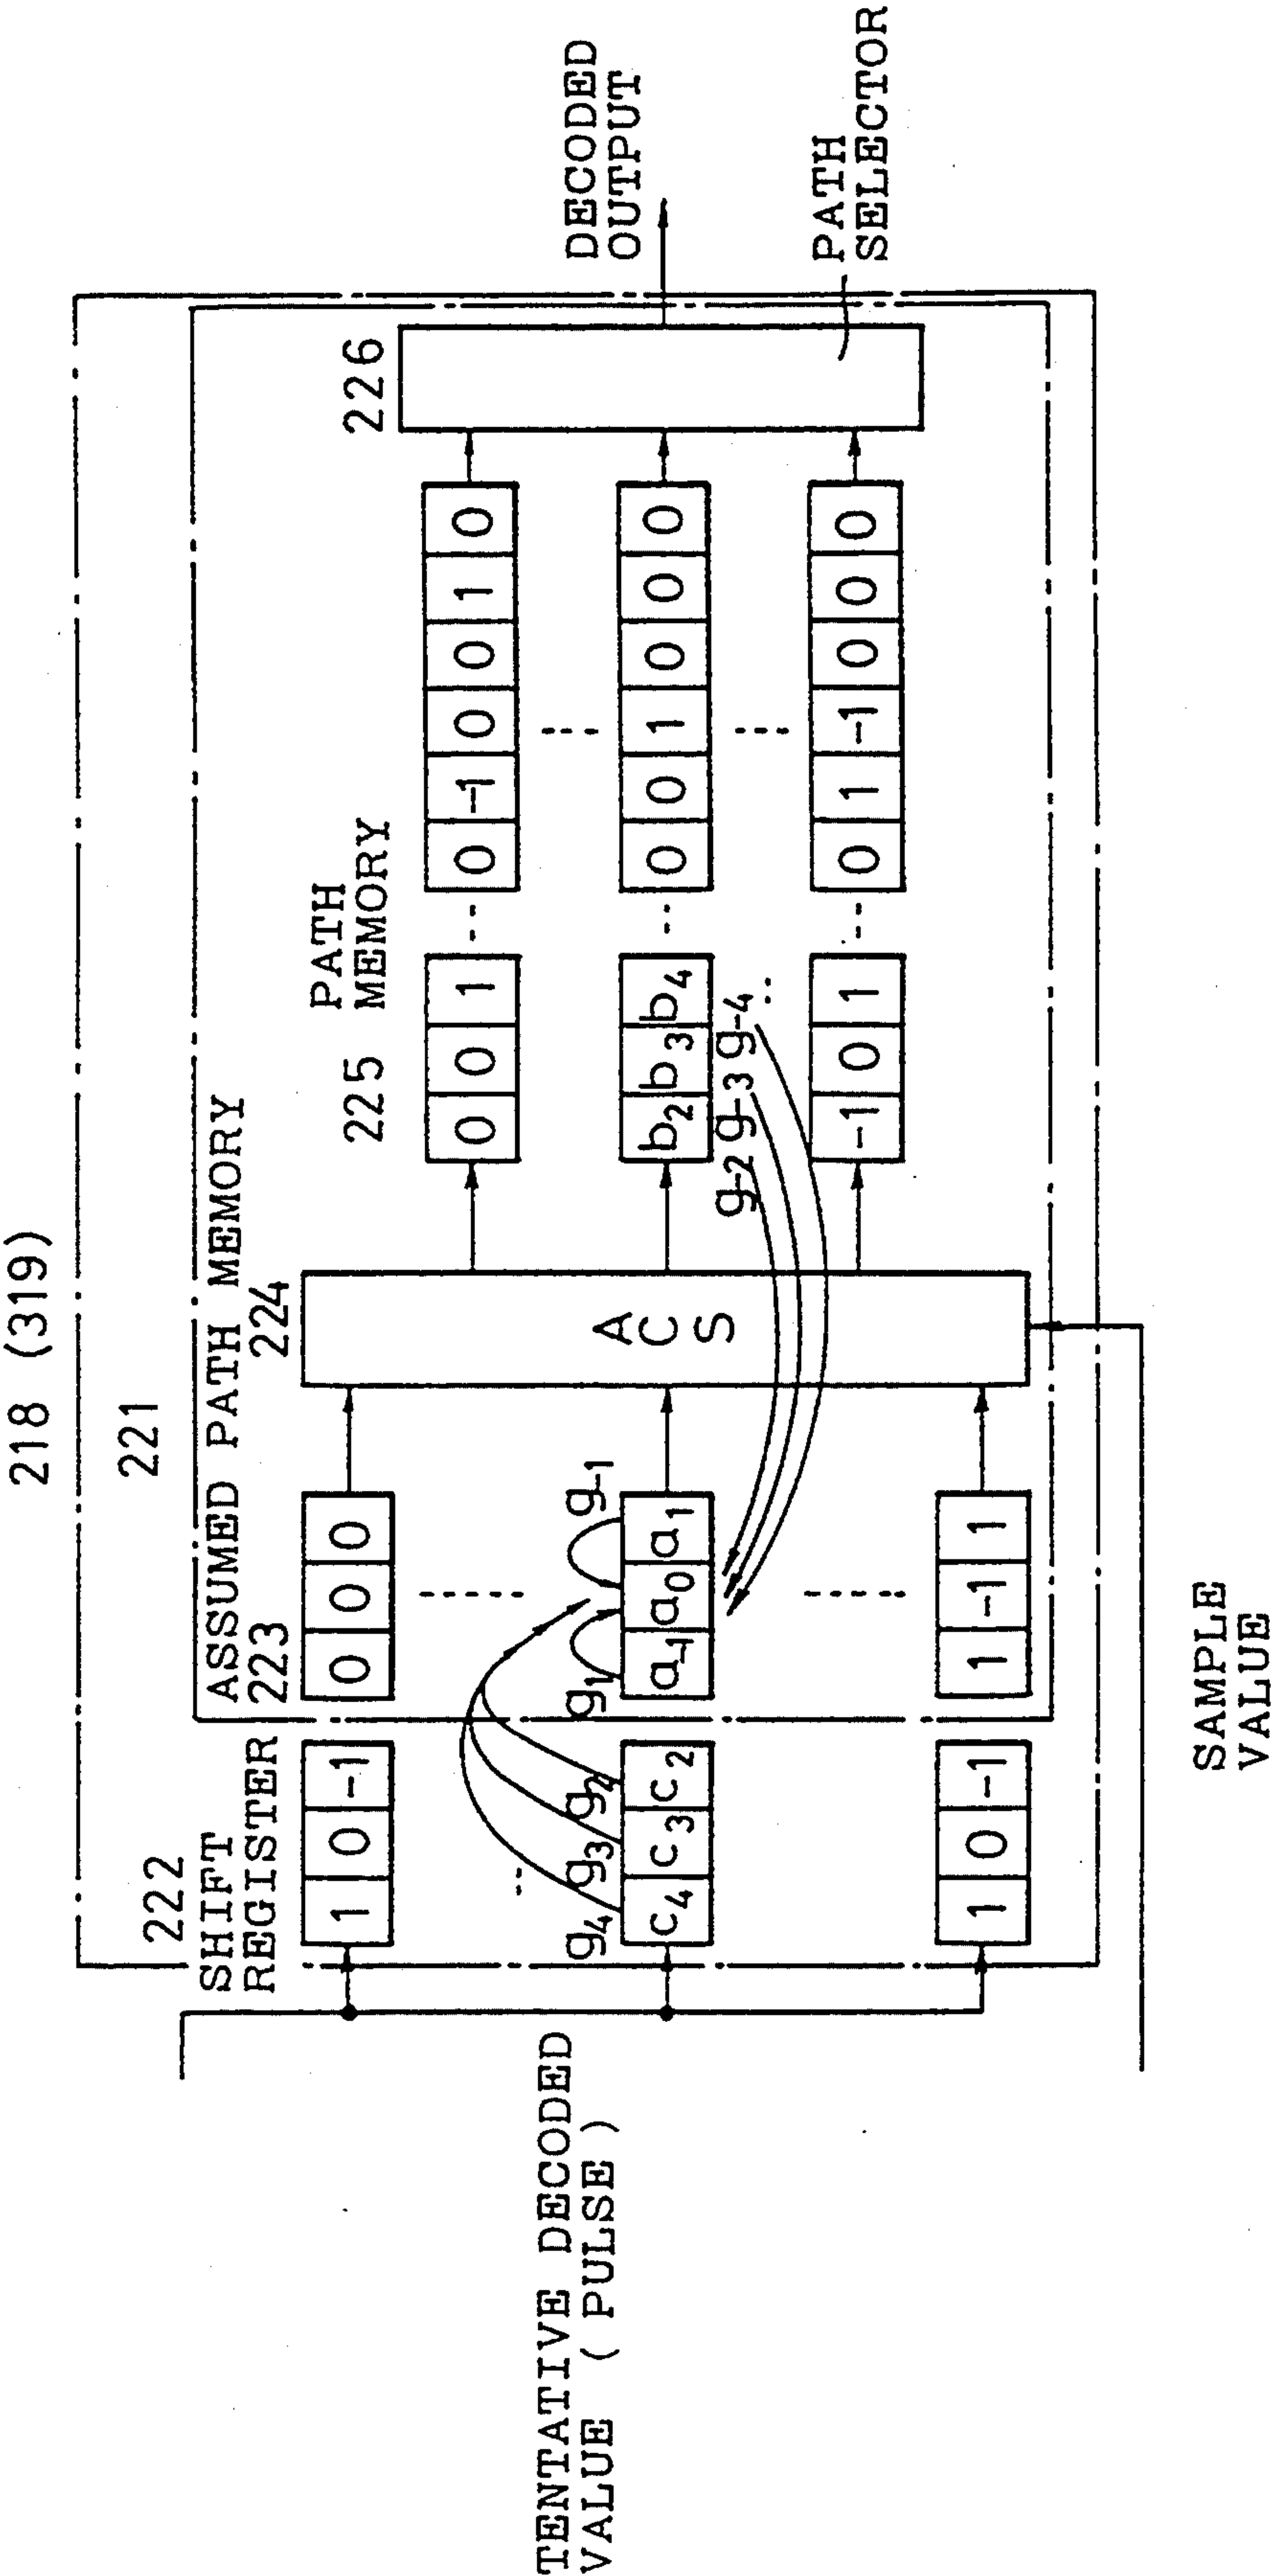 218 (319)
221
222
SHIFT
REGISTER
ASSUMED PATH MEMORY
223
224
225
PATH
MEMORY
226
1 0 -1
0 0 0
0 0 1
0 -1 0 0 1 0
DECODED
OUTPUT
g4 g3 g2
g1
g-1
c4 c3 c2
a-1 a0 a1
ACS
b2 b3 b4
0 0 1 0 0 0
g-2 g-3 g-4
1 0 -1
1 -1 1
-1 0 1
0 1 -1 0 0 0
PATH
SELECTOR
TENTATIVE DECODED
VALUE (PULSE)
SAMPLE
VALUE